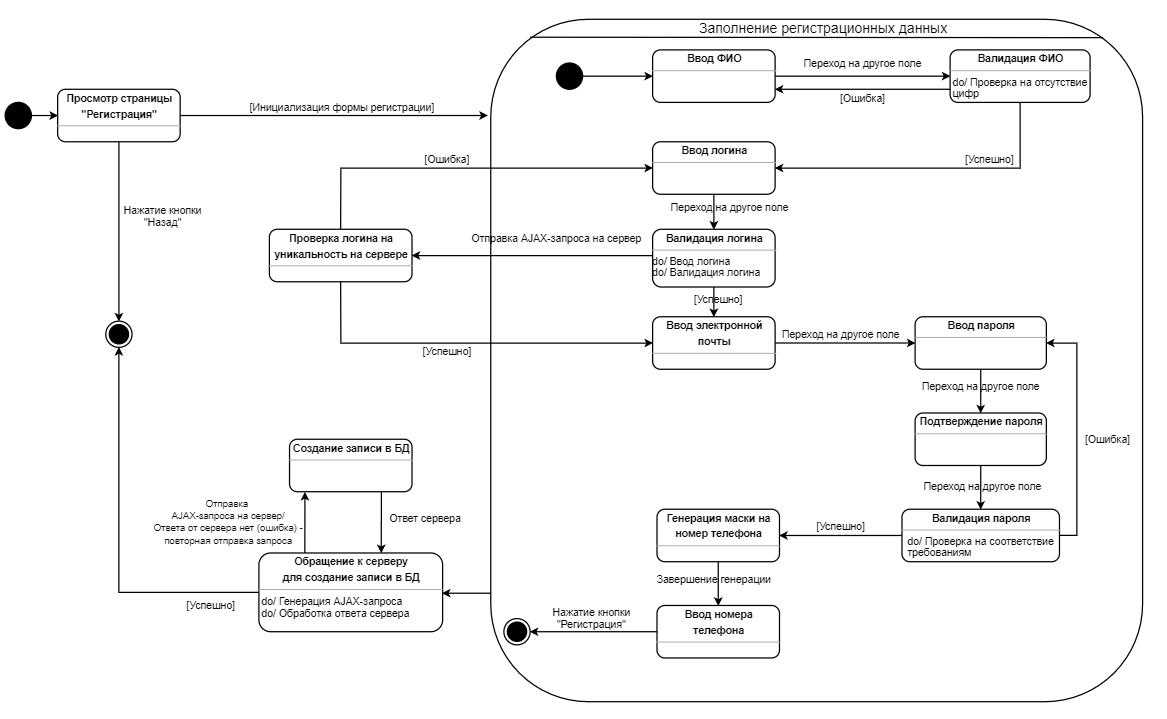 Заполнение регистрационных данных
Ввод ФИО
Переход на другое поле
[Ошибка]
Валидация ФИО
do/ Проверка на отсутствие
цифр
Просмотр страницы
"Регистрация"
[Инициализация формы регистрации]
Нажатие кнопки
"Назад"
[Успешно]
Ввод логина
[Ошибка]
Переход на другое поле
Валидация логина
do/ Ввод логина
do/ Валидация логина
Отправка AJAX-запроса на сервер
Проверка логина на
уникальность на сервере
[Успешно]
[Успешно]
Ввод электронной
почты
Переход на другое поле
Ввод пароля
Переход на другое поле
Подтверждение пароля
[Ошибка]
Переход на другое поле
Валидация пароля
do/ Проверка на соответствие
требованиям
[Успешно]
Генерация маски на
номер телефона
Завершение генерации
Ввод номера
телефона
Нажатие кнопки
"Регистрация"
Создание записи в БД
Отправка
AJAX-запроса на сервер/
Ответа от сервера нет (ошибка) -
повторная отправка запроса
Ответ сервера
Обращение к серверу
для создание записи в БД
do/ Генерация AJAX-запроса
do/ Обработка ответа сервера
[Успешно]